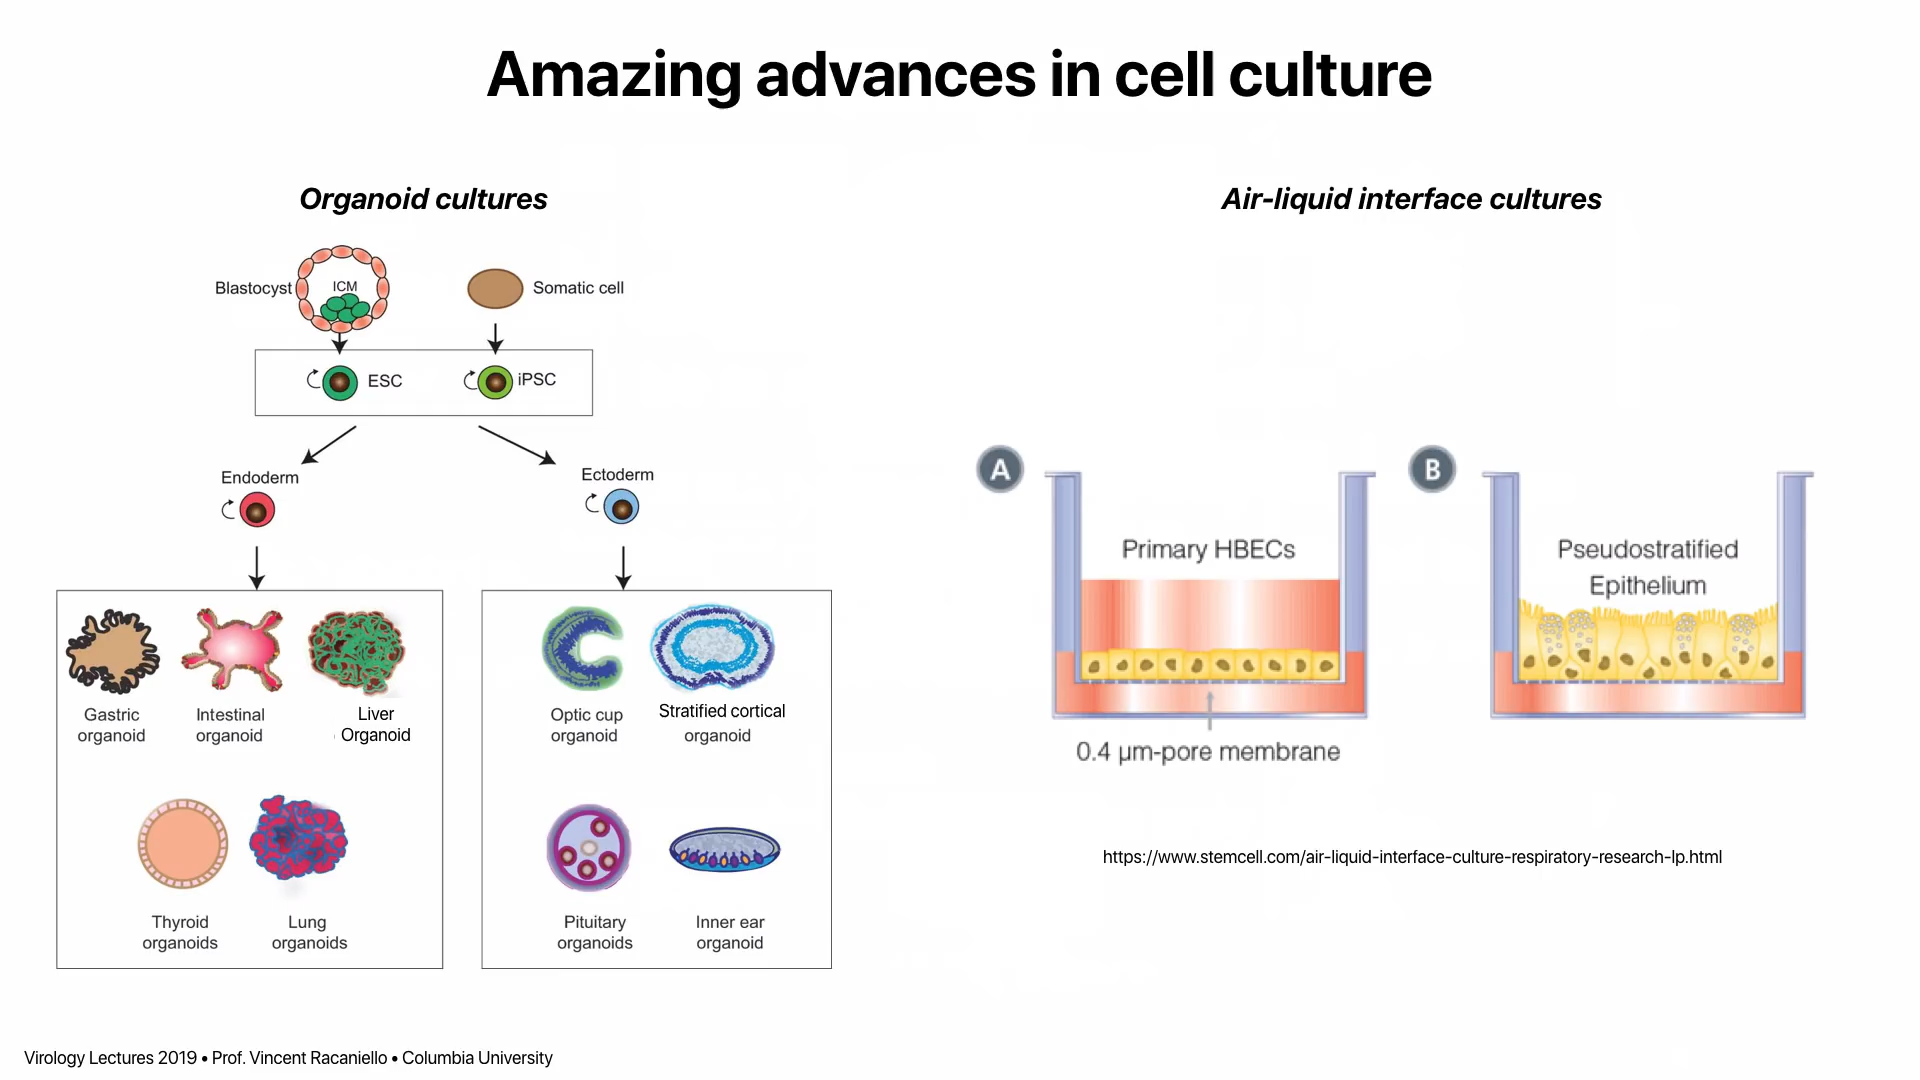 Amazing advances in cell culture
Organoid cultures
Blastocyst
ICM
Somatic cell
ESC
iPSC
Endoderm
Ectoderm
Gastric
organoid
Intestinal
organoid
Liver
Organoid
Thyroid
organoids
Lung
organoids
Optic cup
organoid
Stratified cortical
organoid
Pituitary
organoids
Inner ear
organoid
Air-liquid interface cultures
A
Primary HBECs
0.4 µm-pore membrane
B
Pseudostratified
Epithelium
https://www.stemcell.com/air-liquid-interface-culture-respiratory-research-lp.html
Virology Lectures 2019 • Prof. Vincent Racaniello • Columbia University